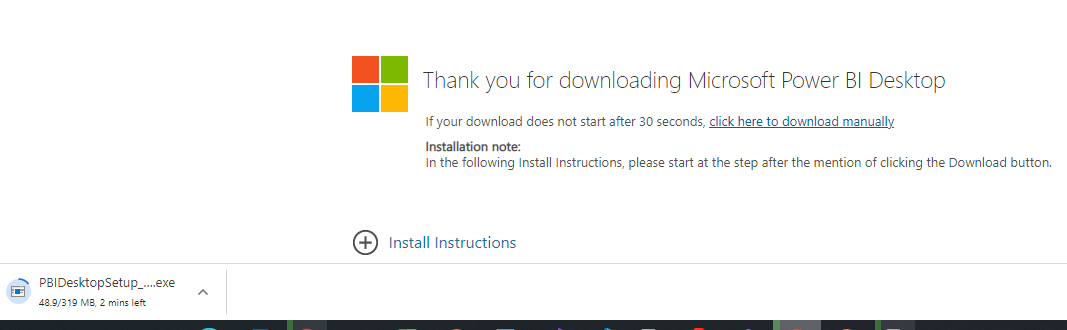 Thank you for downloading Microsoft Power BI Desktop
If your download does not start after 30 seconds, click here to download manually
Installation note:
In the following Install Instructions, please start at the step after the mention of clicking the Download button.
Install Instructions
PBIDesktopSetup_....exe
48.9/319 MB, 2 mins left